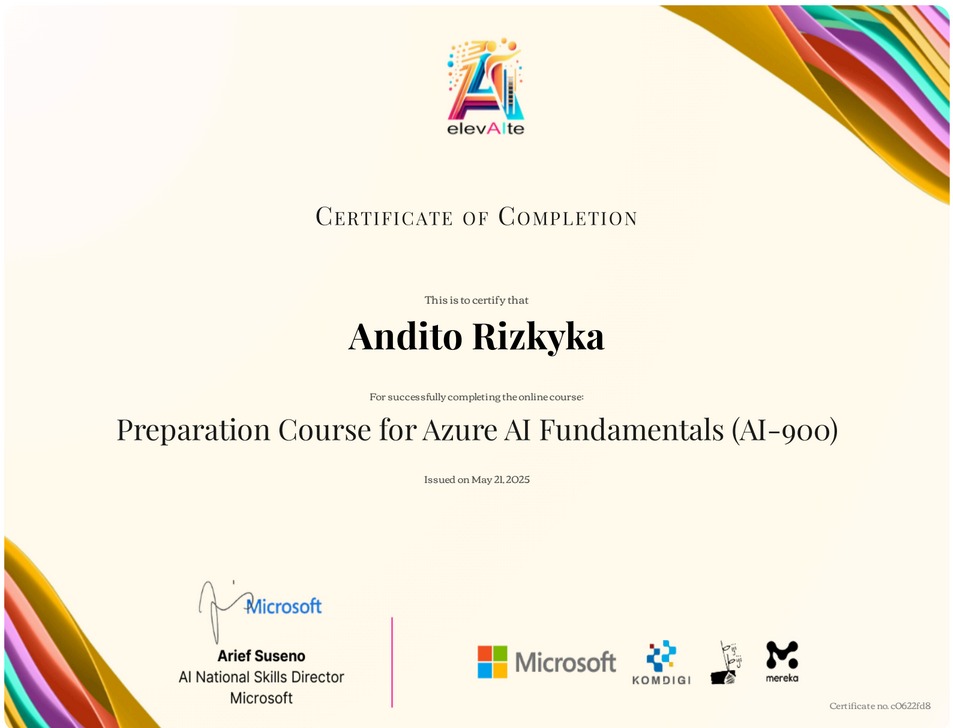 elevAIte
Certificate of Completion
This is to certify that
Andito Rizkyka
For successfully completing the online course:
Preparation Course for Azure AI Fundamentals (AI-900)
Issued on May 21, 2025
Microsoft
Arief Suseno
AI National Skills Director
Microsoft
Microsoft
KOMDIGI
mereka
Certificate no. c0622fd8